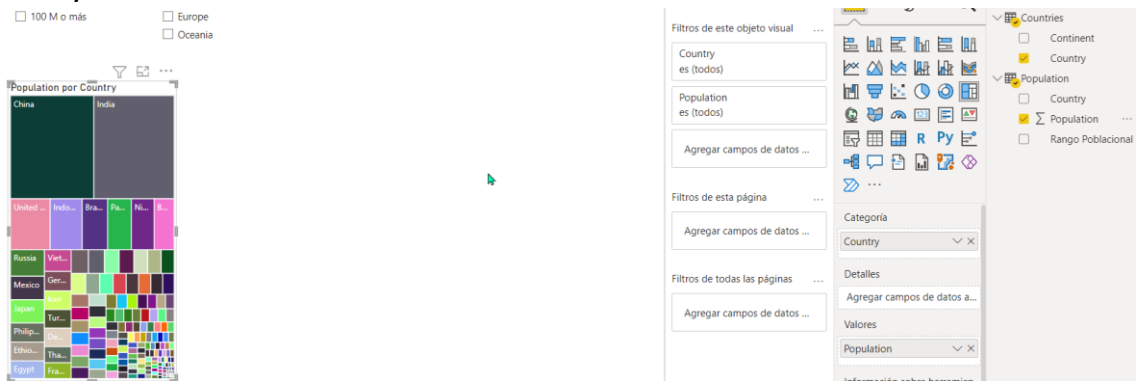 100 M o más
Europe
Oceania
Population por Country
China
India
United ...
Indo...
Bra...
Pa...
Ni...
B...
Russia
Viet...
Mexico
Ger...
Japan
Iran
Tur...
Philip...
De...
Ethio...
Tha...
Egypt
Fra...
Filtros de este objeto visual ...
Country
es (todos)
Population
es (todos)
Agregar campos de datos ...
Filtros de esta página ...
Agregar campos de datos ...
Filtros de todas las páginas ...
Agregar campos de datos ...
R Py
123
...
Categoría
Country
Detalles
Agregar campos de datos a...
Valores
Population
Countries
Continent
Country
Population
Country
Σ Population ...
Rango Poblacional